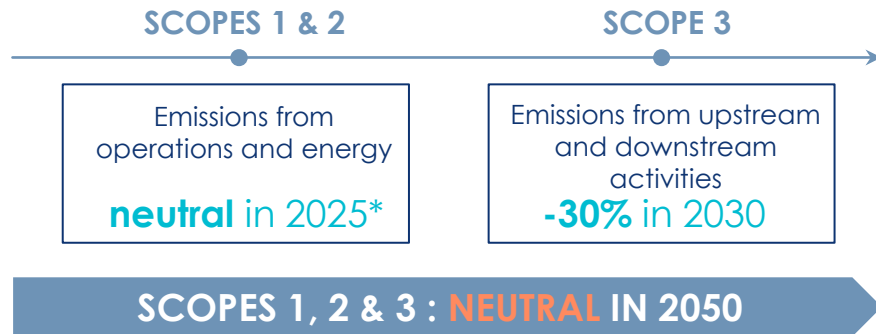 SCOPES 1 & 2
SCOPE 3
Emissions from
operations and energy
neutral in 2025*
Emissions from upstream
and downstream
activities
-30% in 2030
SCOPES 1, 2 & 3 : NEUTRAL IN 2050